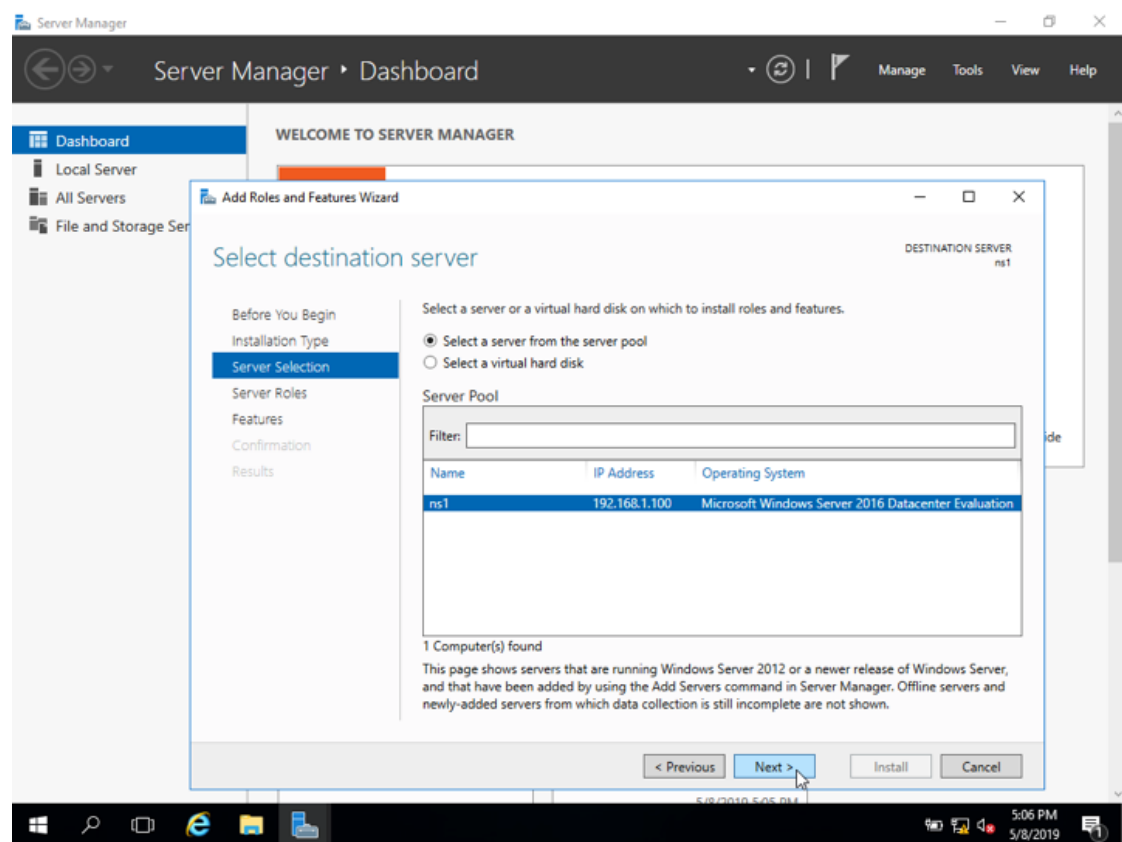 Server Manager
Server Manager ‣ Dashboard
Manage Tools View Help
Dashboard
Local Server
All Servers
File and Storage Ser
WELCOME TO SERVER MANAGER
Add Roles and Features Wizard
Select destination server
DESTINATION SERVER
ns1
Before You Begin
Installation Type
Server Selection
Server Roles
Features
Confirmation
Results
Select a server or a virtual hard disk on which to install roles and features.
Select a server from the server pool
Select a virtual hard disk
Server Pool
Filter:
Name IP Address Operating System
ns1 192.168.1.100 Microsoft Windows Server 2016 Datacenter Evaluation
1 Computer(s) found
This page shows servers that are running Windows Server 2012 or a newer release of Windows Server,
and that have been added by using the Add Servers command in Server Manager. Offline servers and
newly-added servers from which data collection is still incomplete are not shown.
< Previous Next > Install Cancel
ide
5/8/2019 5:05 PM
5:06 PM
5/8/2019
1